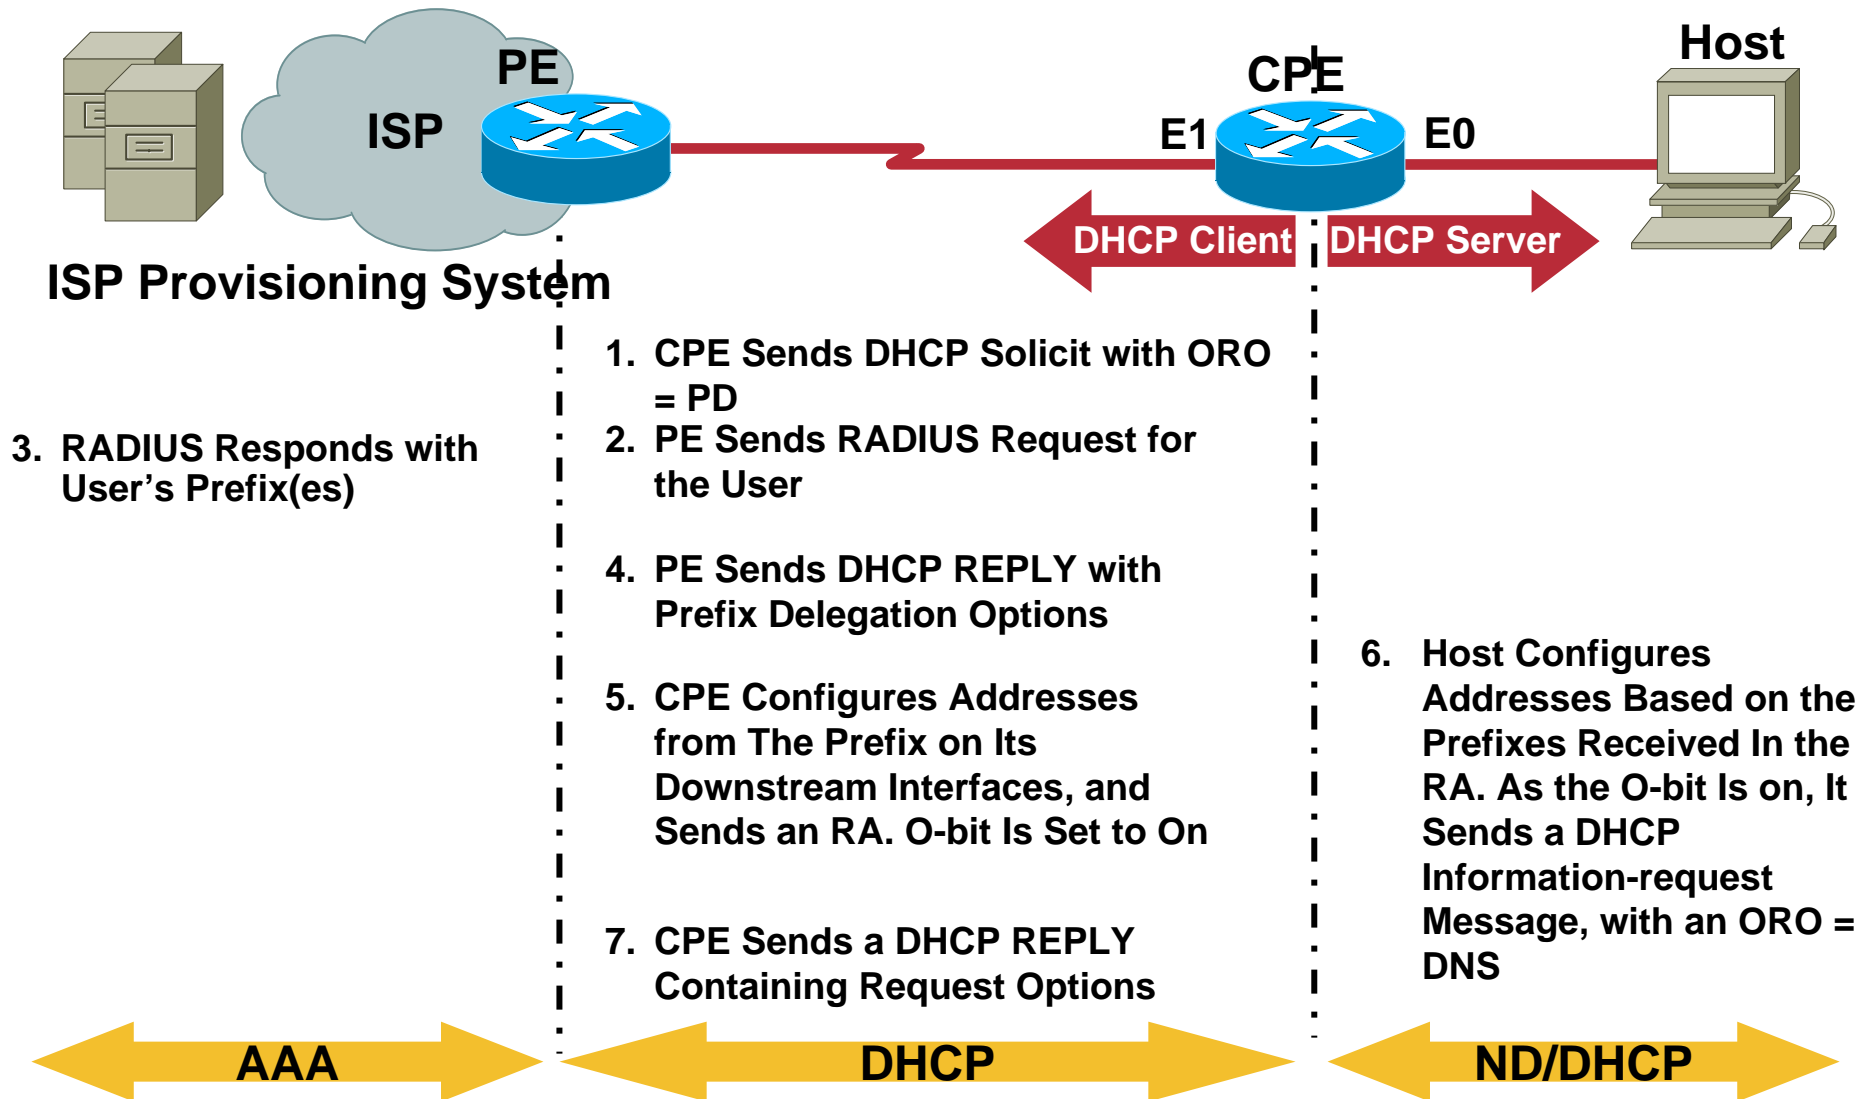 Host
PE
CPE
ISP
E1
E0
DHCP Client
DHCP Server
ISP Provisioning System
1. CPE Sends DHCP Solicit with ORO
= PD
2. PE Sends RADIUS Request for
the User
3. RADIUS Responds with
User's Prefix(es)
4. PE Sends DHCP REPLY with
Prefix Delegation Options
5. CPE Configures Addresses
from The Prefix on Its
Downstream Interfaces, and
Sends an RA. O-bit Is Set to On
6. Host Configures
Addresses Based on the
Prefixes Received In the
RA. As the O-bit Is on, It
Sends a DHCP
Information-request
Message, with an ORO =
DNS
7. CPE Sends a DHCP REPLY
Containing Request Options
AAA
DHCP
ND/DHCP